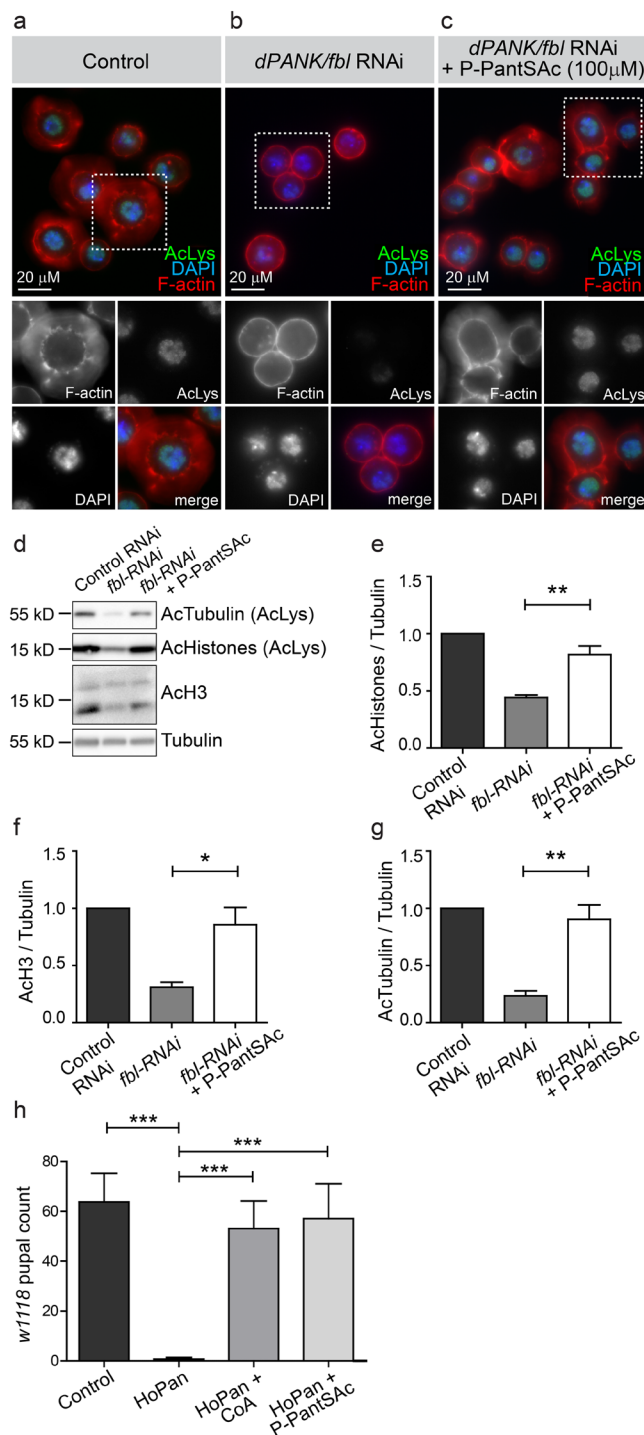 a
b
c
Control
dPANK/fbl RNAi
dPANK/fbl RNAi
+ P-PantSAc (100µM)
AcLys
DAPI
F-actin
20 µM
AcLys
DAPI
F-actin
20 µM
AcLys
DAPI
F-actin
20 µM
F-actin
AcLys
F-actin
AcLys
F-actin
AcLys
DAPI
merge
DAPI
merge
DAPI
merge
d
Control RNAi
fbl-RNAi
fbl-RNAi
+ P-PantSAc
55 kD
AcTubulin (AcLys)
15 kD
AcHistones (AcLys)
15 kD
AcH3
55 kD
Tubulin
e
AcHistones / Tubulin
1.5
1.0
0.5
0.0
**
Control
RNAi
fbl-RNAi
fbl-RNAi
+ P-PantSAc
f
AcH3 / Tubulin
1.5
1.0
0.5
0.0
*
Control
RNAi
fbl-RNAi
fbl-RNAi
+ P-PantSAc
g
AcTubulin / Tubulin
1.5
1.0
0.5
0.0
**
Control
RNAi
fbl-RNAi
fbl-RNAi
+ P-PantSAc
h
w1118 pupal count
80
60
40
20
0
***
***
***
Control
HoPan
HoPan +
CoA
HoPan +
P-PantSAc